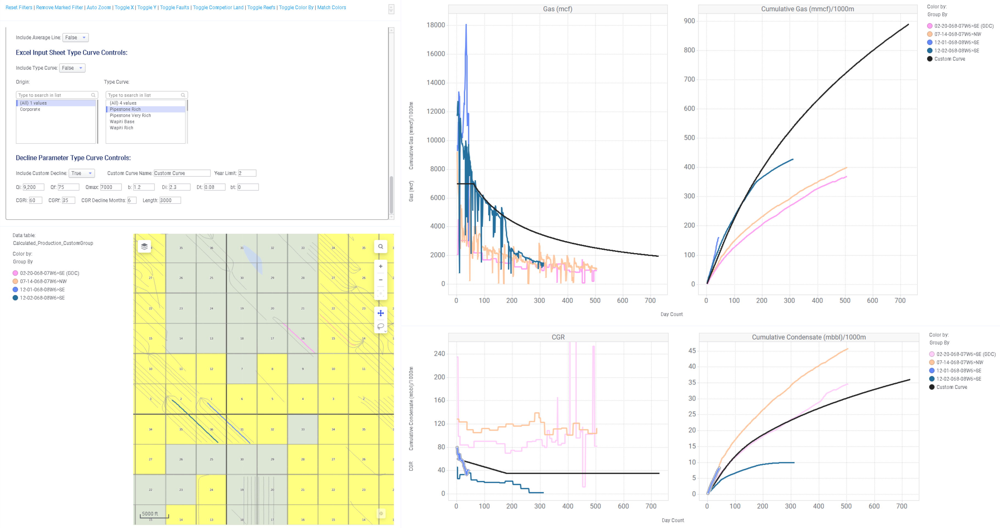 Reset Filters | Remove Marked Filter | Auto Zoom | Toggle X | Toggle Y | Toggle Faults | Toggle Competior Land | Toggle Reefs | Toggle Color By | Match Colors
Include Average Line: False
Excel Input Sheet Type Curve Controls:
Include Type Curve: False
Origin: Type Curve:
Type to search in list Type to search in list
(All) 1 values (All) 4 values
Corporate Pipestone Rich
Pipestone Very Rich
Wapiti Base
Wapiti Rich
Decline Parameter Type Curve Controls:
Include Custom Decline: True Custom Curve Name: Custom Curve Year Limit: 2
Qi: 9,200 Qf: 75 Qmax: 7000 b: 1.2 Di: 2.3 Dt: 0.08 bt: 0
CGRi: 60 CGRf: 35 CGR Decline Months: 6 Length: 3000
Data table:
Calculated_Production_CustomGroup
Color by:
Group By
02-20-068-07W6>SE (GDC)
07-14-068-07W6>NW
12-01-068-08W6>SE
12-02-068-08W6>SE
35 36 31 32 33 34 35
27 26 25 30 29 28 27 26
22 23 24 19 20 21 22 23
15 14 13 18 17 16 15 14
10 11 12 7 8 9 10 11
3 2 1 6 5 4 3 2
34 35 36 31 32 33 34 35
27 26 25 30 29 28 27 26
22 23 24 19 20 21 22 23
15 14 13 18 17 16 15 14
5000 ft
Gas (mcf)
Cumulative Gas (mmcf)/1000m
Gas (mcf)
18000
16000
14000
12000
10000
8000
6000
4000
2000
0
0 100 200 300 400 500 600 700
Cumulative Gas (mmcf)/1000m
900
800
700
600
500
400
300
200
100
0
0 100 200 300 400 500 600 700
Day Count
Color by:
Group By
02-20-068-07W6>SE (GDC)
07-14-068-07W6>NW
12-01-068-08W6>SE
12-02-068-08W6>SE
Custom Curve
CGR
Cumulative Condensate (mbbl)/1000m
CGR
240
200
160
120
80
40
0
0 100 200 300 400 500 600 700
Cumulative Condensate (mbbl)/1000m
45
40
35
30
25
20
15
10
5
0
0 100 200 300 400 500 600 700
Day Count
Color by:
Group By
02-20-068-07W6>SE (GDC)
07-14-068-07W6>NW
12-01-068-08W6>SE
12-02-068-08W6>SE
Custom Curve